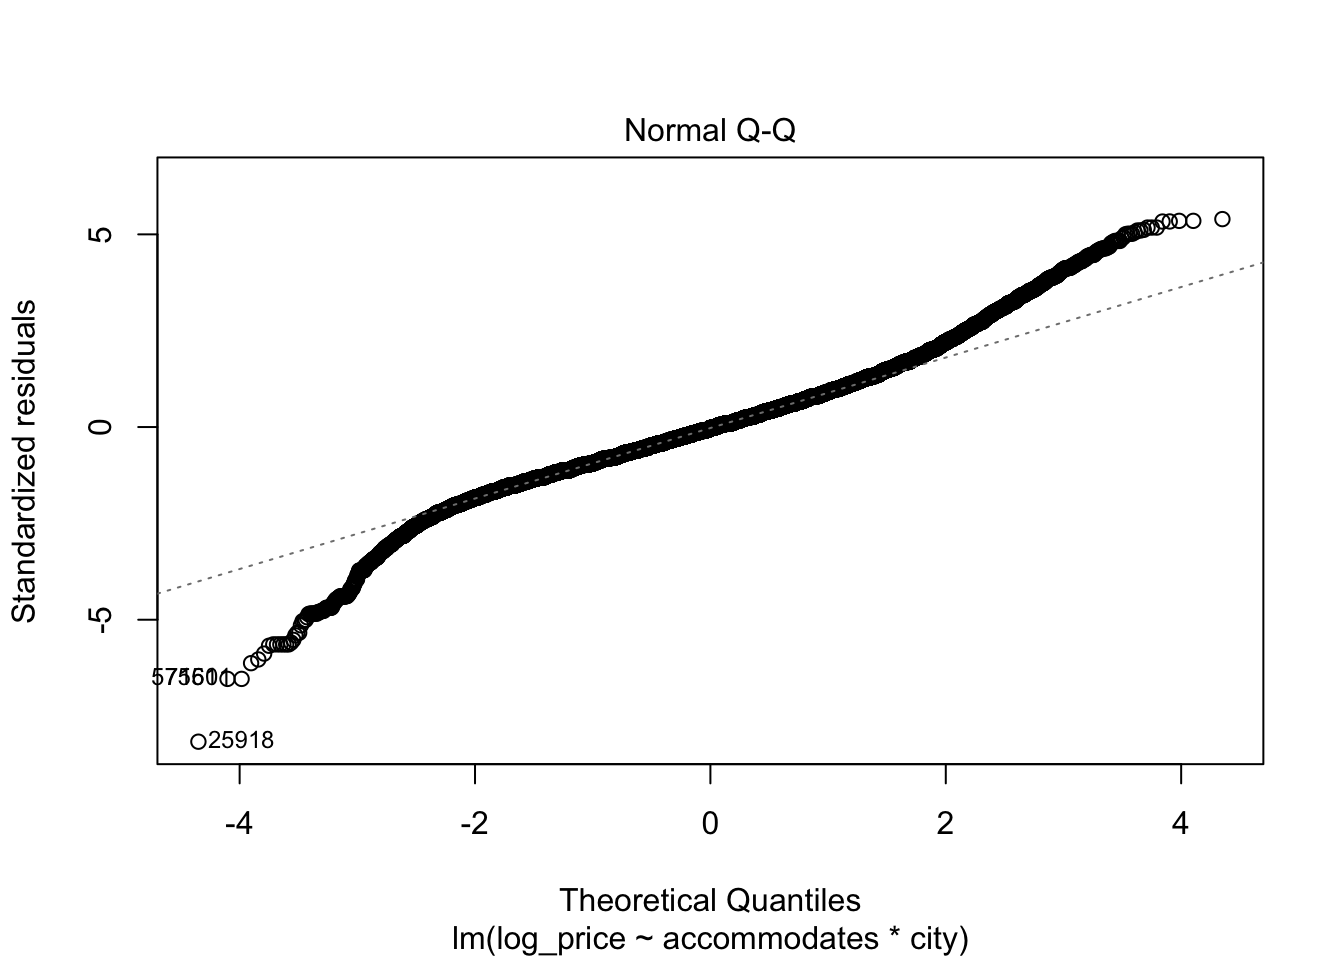 Normal Q-Q
Standardized residuals
5
0
-5
25918
-4
-2
0
2
4
Theoretical Quantiles
lm(log_price ~ accommodates * city)